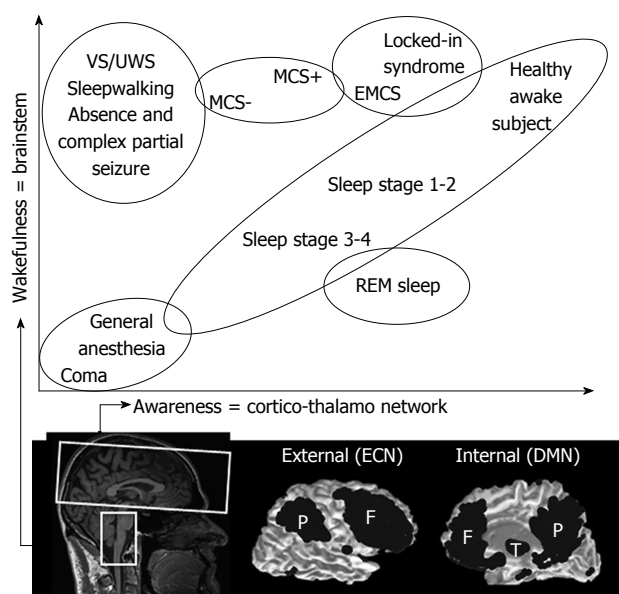 VS/UWS
Sleepwalking
Absence and
complex partial
seizure
MCS-
MCS+
Locked-in
syndrome
EMCS
Healthy
awake
subject
Sleep stage 1-2
Sleep stage 3-4
REM sleep
General
anesthesia
Coma
Wakefulness = brainstem
Awareness = cortico-thalamo network
External (ECN)
Internal (DMN)
P
F
F
T
P